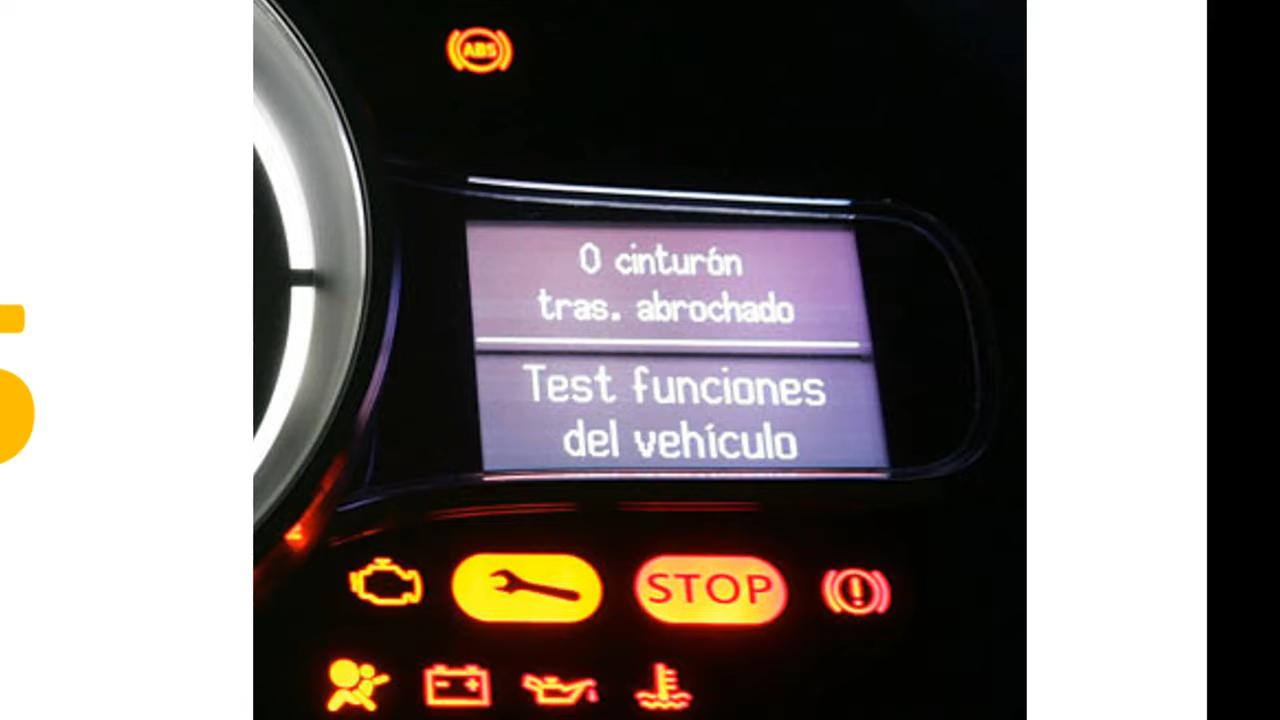 ABS
0 cinturón
tras. abrochado
Test funciones
del vehículo
STOP